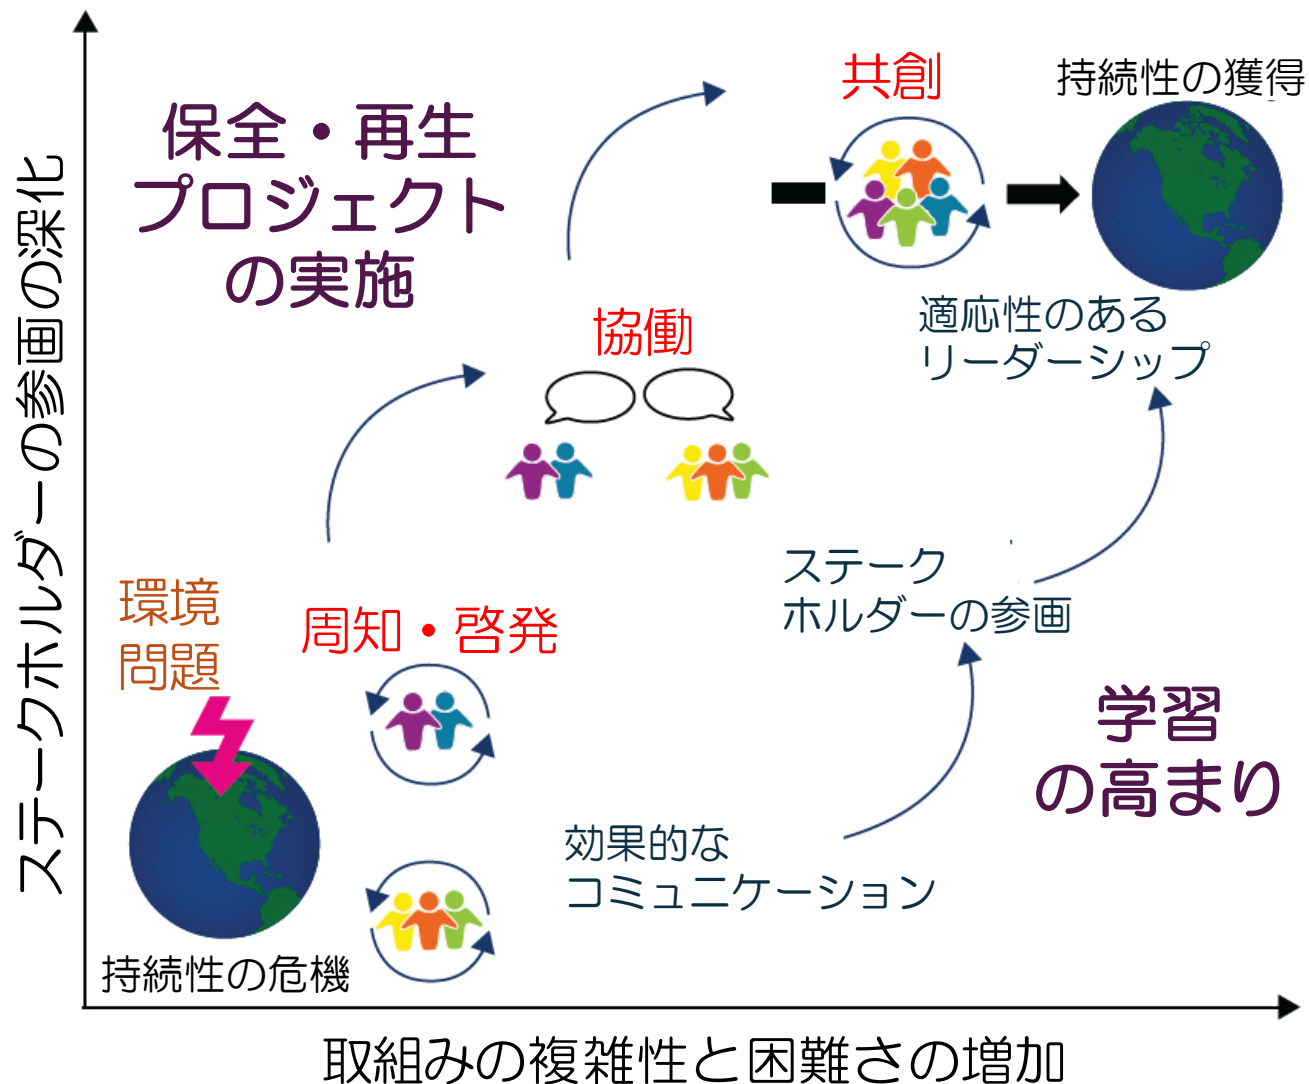 ステークホルダーの参画の深化
保全・再生
プロジェクト
の実施
共創
持続性の獲得
適応性のある
リーダーシップ
協働
ステーク
ホルダーの参画
環境
問題
周知・啓発
学習
の高まり
効果的な
コミュニケーション
持続性の危機
取組みの複雑性と困難さの増加